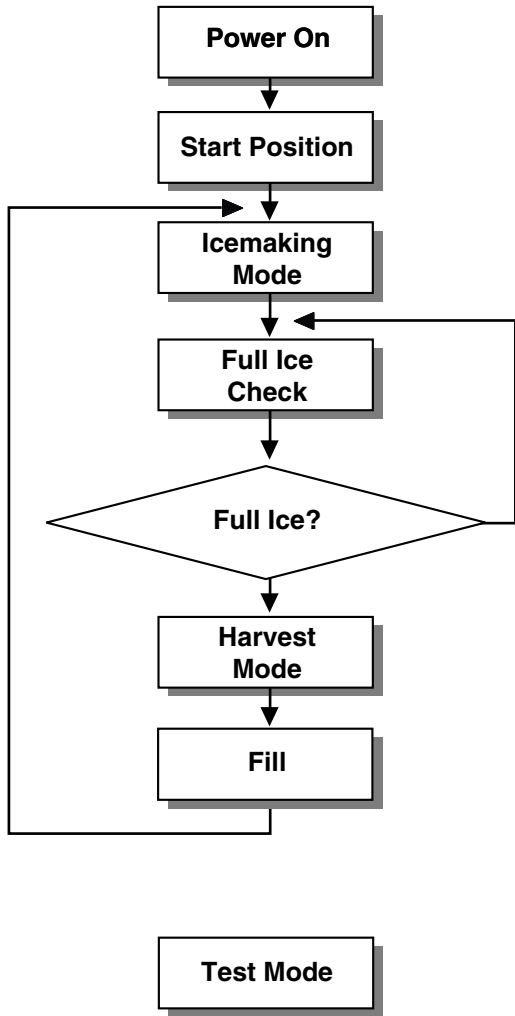 Power On
Start Position
Icemaking
Mode
Full Ice
Check
Full Ice?
Harvest
Mode
Fill
Test Mode